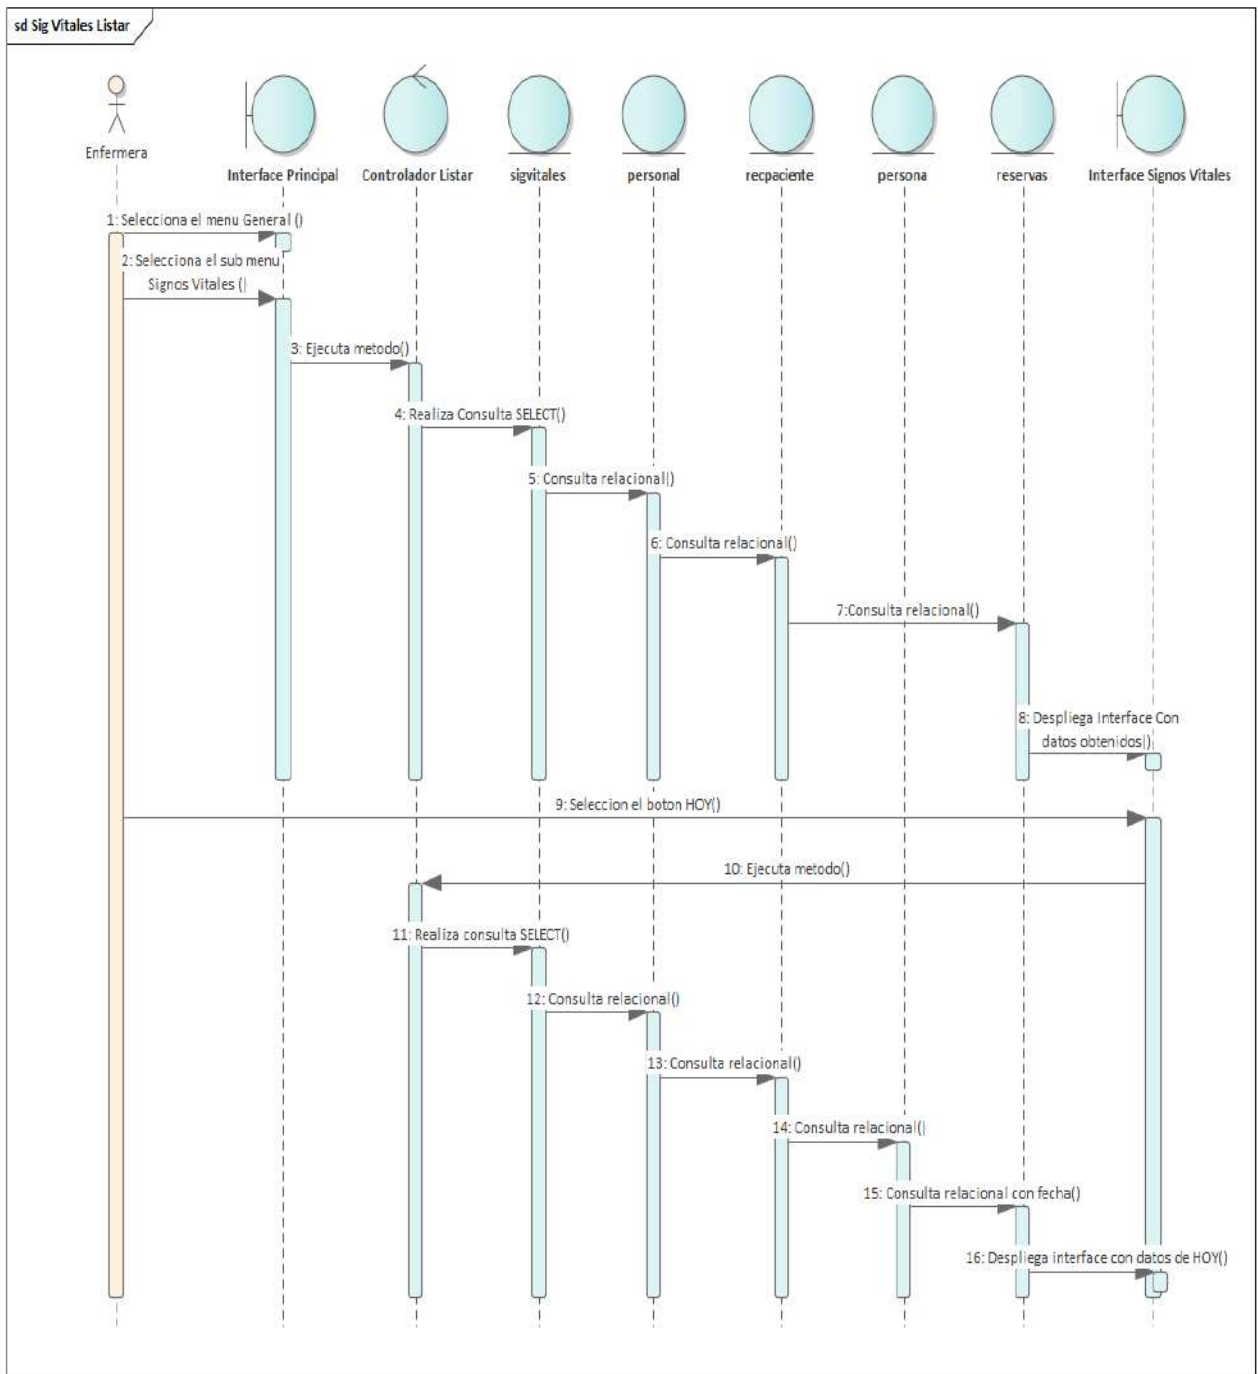 sd Sig Vitales Listar
Enfermera
Interface Principal
Controlador Listar
sigvitales
personal
recpaciente
persona
reservas
Interface Signos Vitales
1: Selecciona el menu General ()
2: Selecciona el sub menu
Signos Vitales ()
3: Ejecuta metodo()
4: Realiza Consulta SELECT()
5: Consulta relacional()
6: Consulta relacional()
7:Consulta relacional()
8: Despliega Interface Con
datos obtenidos()
9: Seleccion el boton HOY()
10: Ejecuta metodo()
11: Realiza consulta SELECT()
12: Consulta relacional()
13: Consulta relacional()
14: Consulta relacional()
15: Consulta relacional con fecha()
16: Despliega interface con datos de HOY()